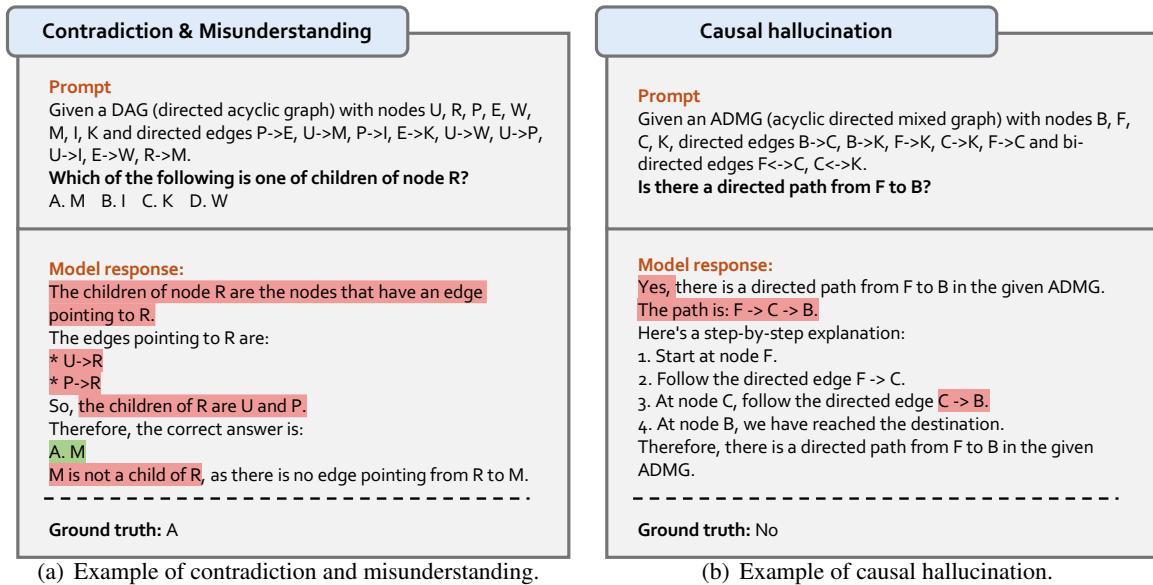 Contradiction & Misunderstanding
Prompt
Given a DAG (directed acyclic graph) with nodes U, R, P, E, W,
M, I, K and directed edges P->E, U->M, P->I, E->K, U->W, U->P,
U->I, E->W, R->M.
Which of the following is one of children of node R?
A. M B. I C. K D. W
Model response:
The children of node R are the nodes that have an edge
pointing to R.
The edges pointing to R are:
* U->R
* P->R
So, the children of R are U and P.
Therefore, the correct answer is:
A. M
M is not a child of R, as there is no edge pointing from R to M.
Ground truth: A
(a) Example of contradiction and misunderstanding.
Causal hallucination
Prompt
Given an ADMG (acyclic directed mixed graph) with nodes B, F,
C, K, directed edges B->C, B->K, F->K, C->K, F->C and bi-
directed edges F<->C, C<->K.
Is there a directed path from F to B?
Model response:
Yes, there is a directed path from F to B in the given ADMG.
The path is: F -> C -> B.
Here's a step-by-step explanation:
1. Start at node F.
2. Follow the directed edge F -> C.
3. At node C, follow the directed edge C -> B.
4. At node B, we have reached the destination.
Therefore, there is a directed path from F to B in the given
ADMG.
Ground truth: No
(b) Example of causal hallucination.